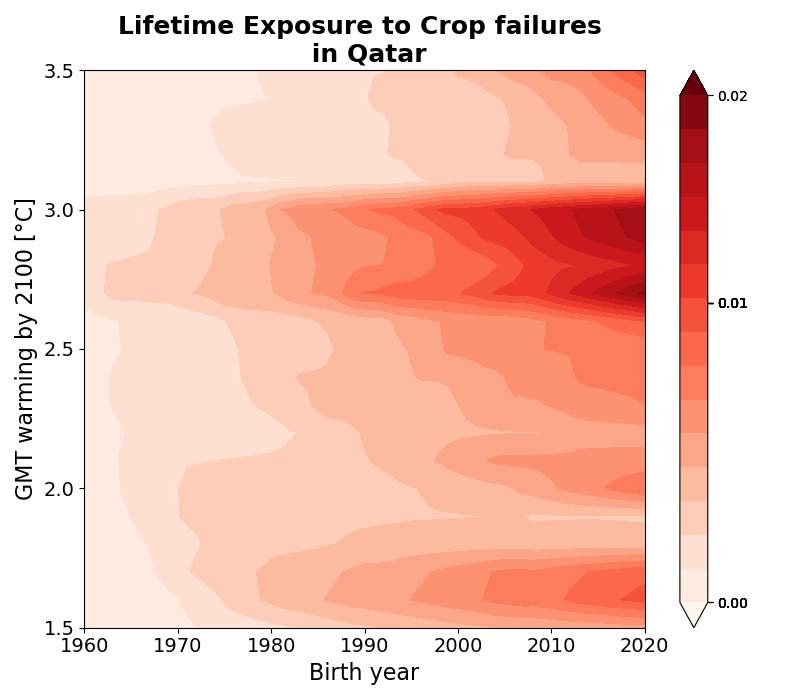 Lifetime Exposure to Crop failures
in Qatar
GMT warming by 2100 [°C]
3.5
3.0
2.5
2.0
1.5
1960 1970 1980 1990 2000 2010 2020
Birth year
0.02
0.01
0.00